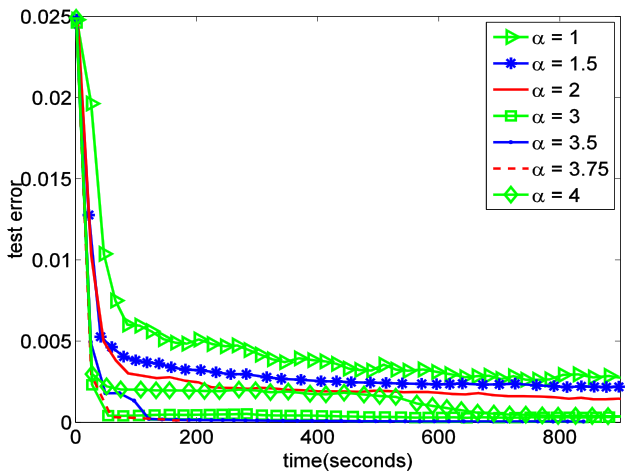 0.025
0.02
0.015
0.01
0.005
0
test error
0 200 400 600 800
time(seconds)
α = 1
α = 1.5
α = 2
α = 3
α = 3.5
α = 3.75
α = 4